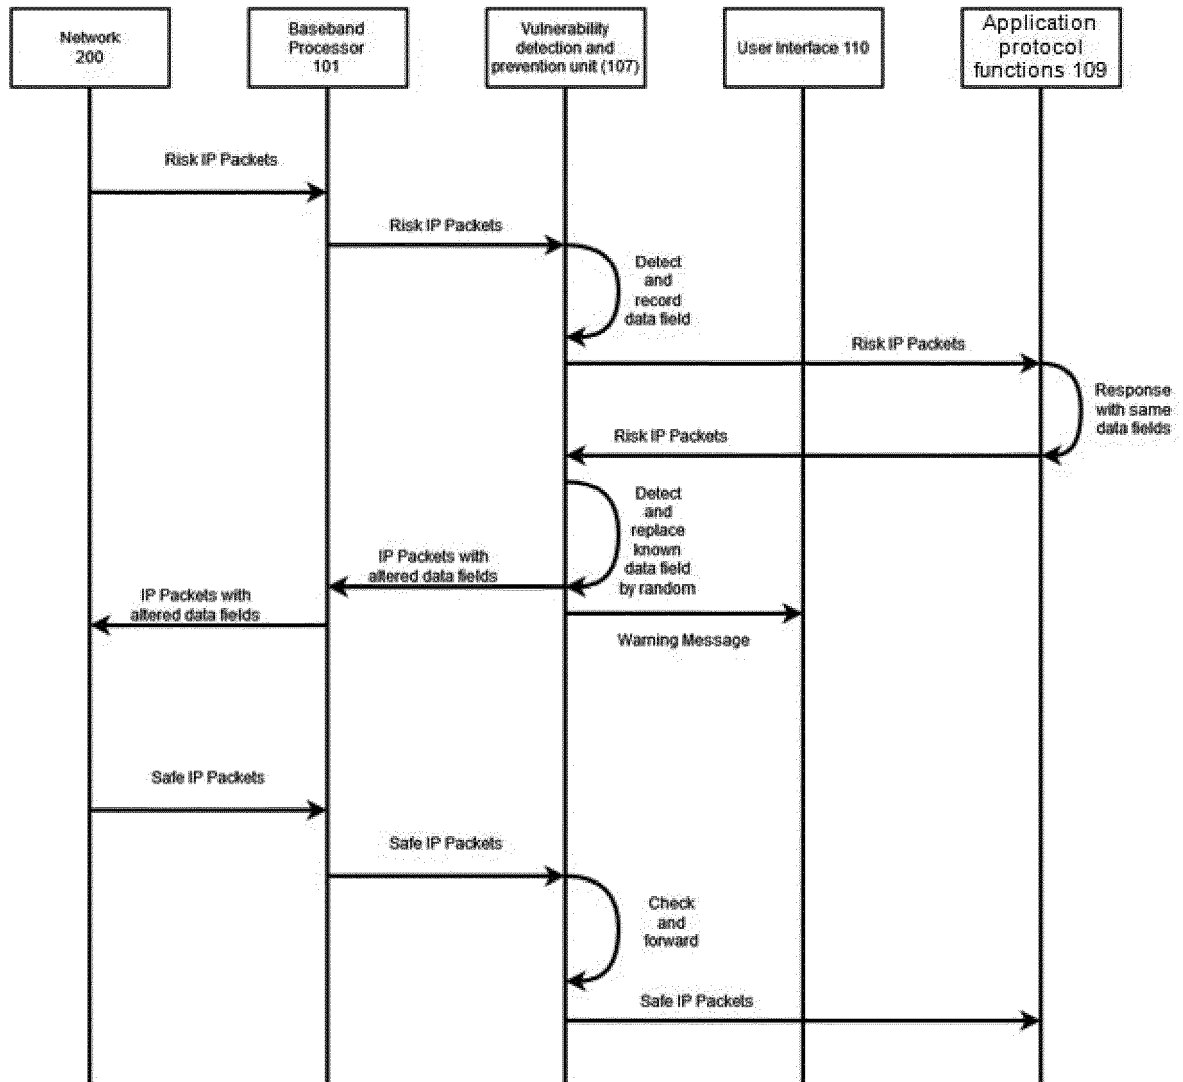 Network
200
Baseband
Processor
101
Vulnerability
detection and
prevention unit (107)
User Interface 110
Application
protocol
functions 109
Risk IP Packets
Risk IP Packets
Detect
and
record
data field
Risk IP Packets
Response
with same
data fields
Risk IP Packets
Detect
and
replace
known
data field
by random
IP Packets with
altered data fields
IP Packets with
altered data fields
Warning Message
Safe IP Packets
Safe IP Packets
Check
and
forward
Safe IP Packets